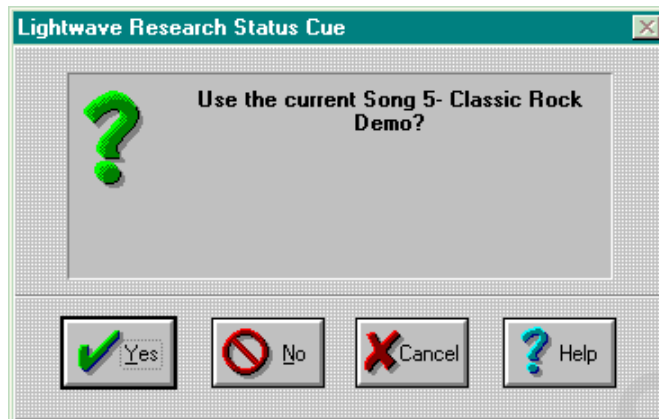 Lightwave Research Status Cue
Use the current Song 5- Classic Rock
Demo?
Yes
No
Cancel
Help